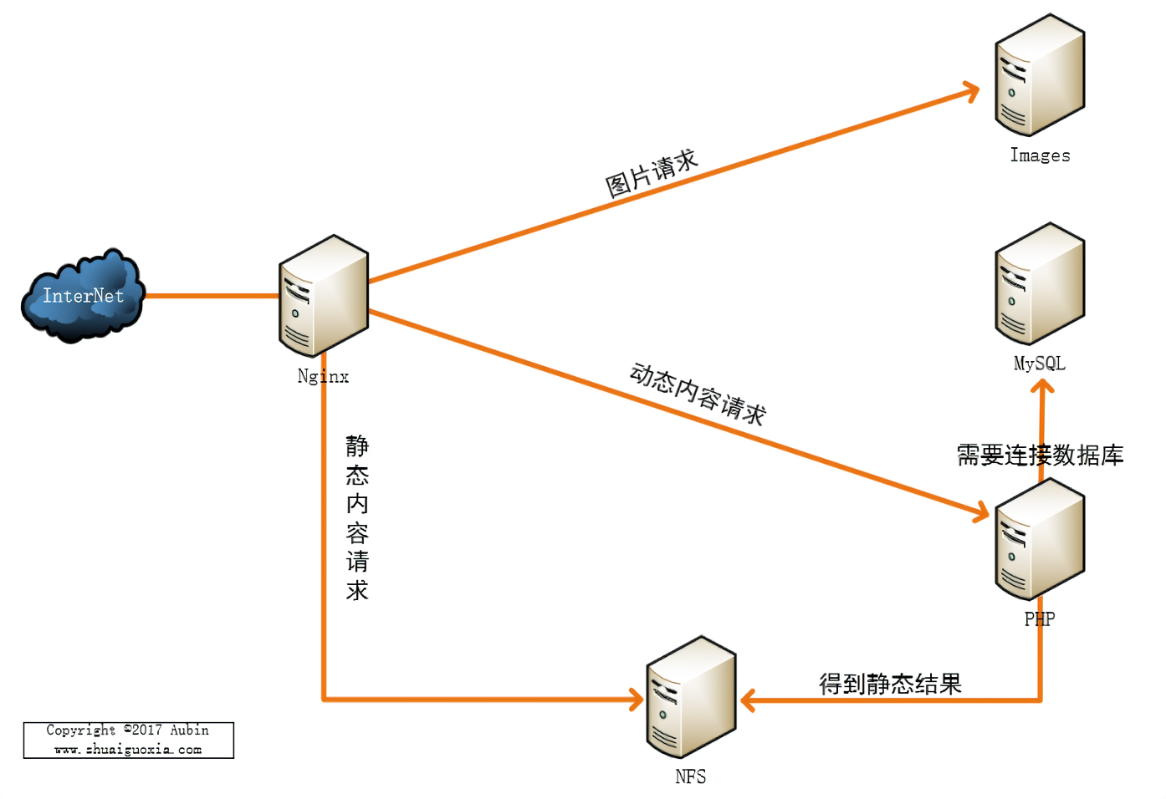 Images
图片请求
InterNet
Nginx
MySQL
动态内容请求
需要连接数据库
静态内容请求
PHP
得到静态结果
Copyright ©2017 Aubin
www.zhuaiguoxia.com
NFS